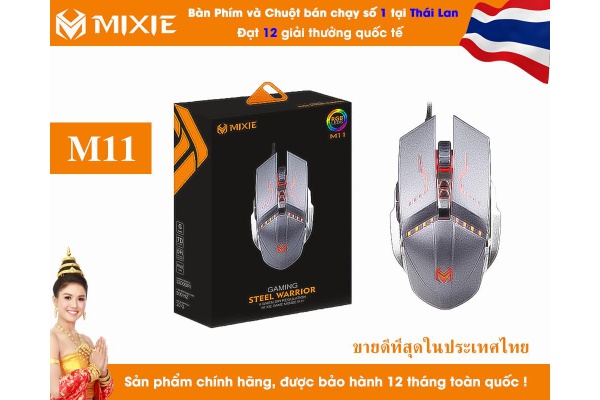 MIXIE
Bàn Phím và Chuột bán chạy số 1 tại Thái Lan
Đạt 12 giải thưởng quốc tế
M11
MIXIE
RGB
M11
GAMING
STEEL WARRIOR
ขายดีที่สุดในประเทศไทย
Sản phẩm chính hãng, được bảo hành 12 tháng toàn quốc !